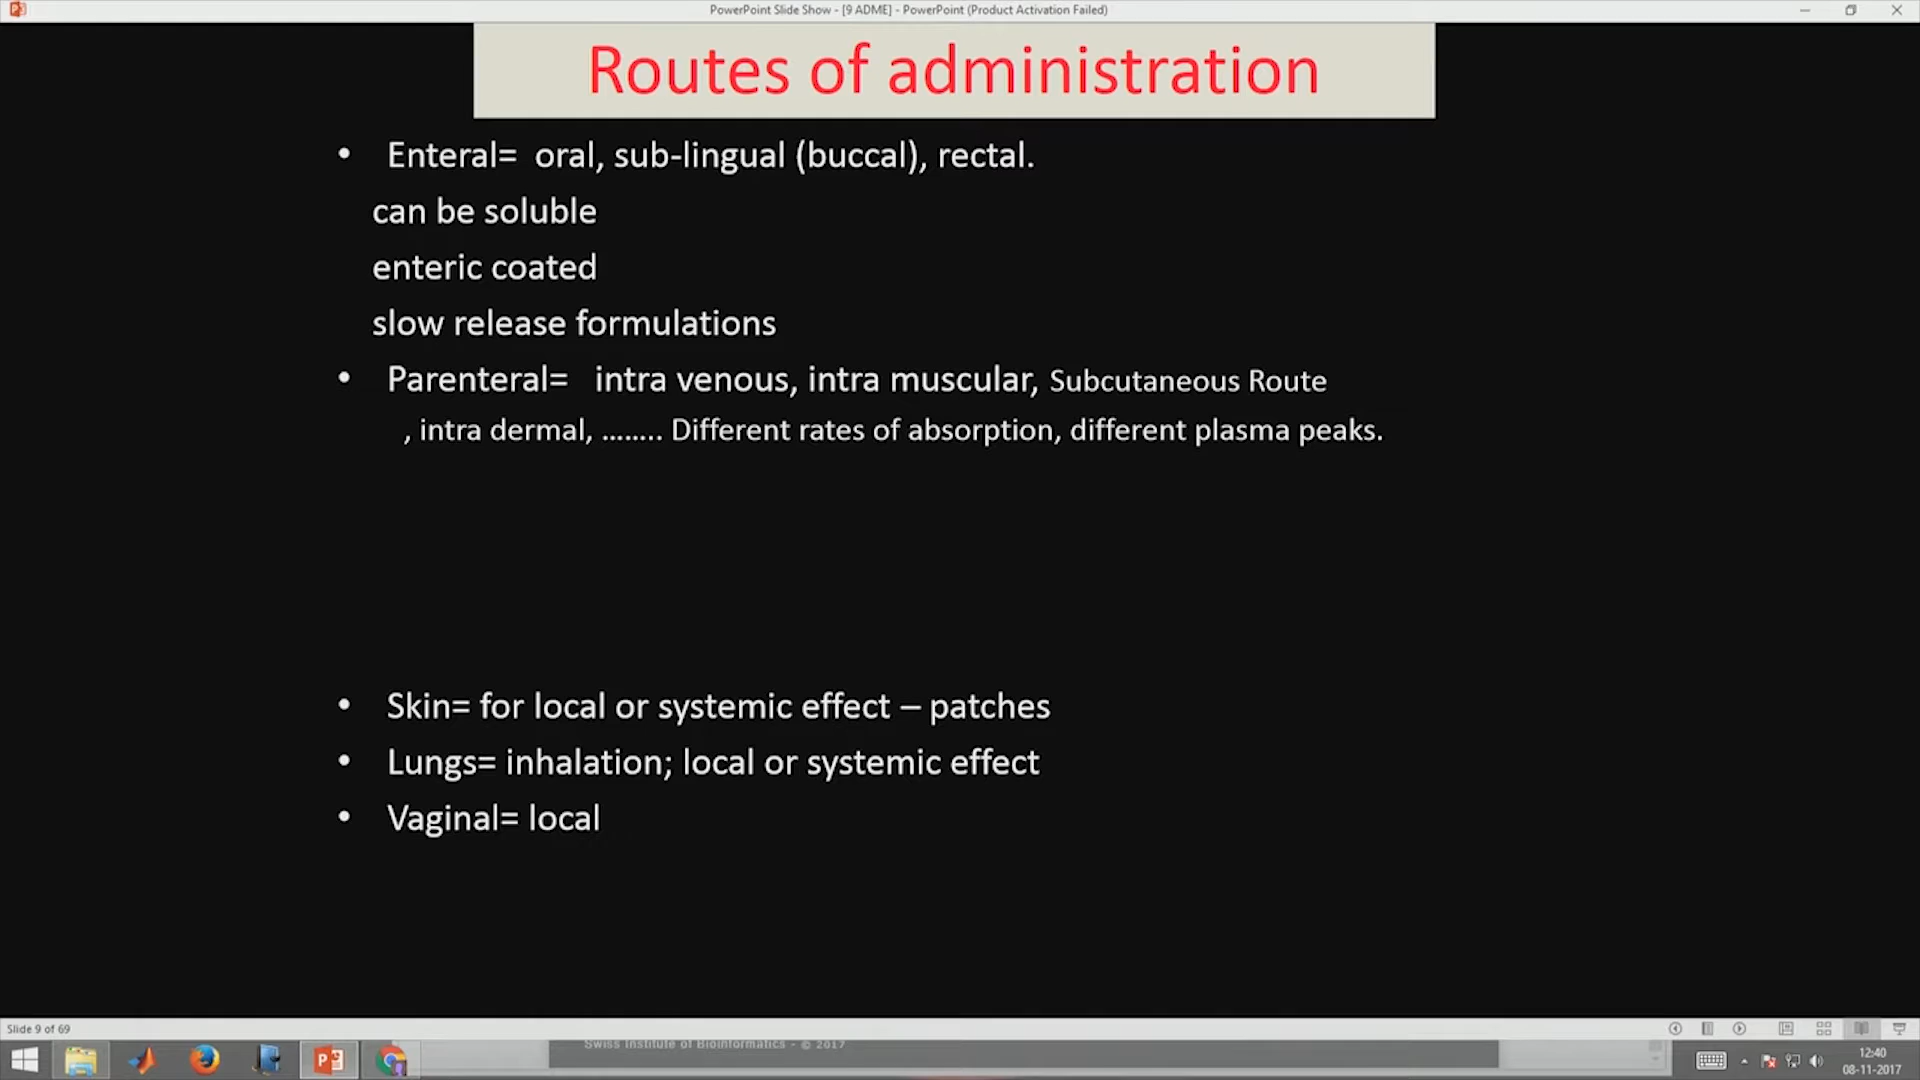 PowerPoint Slide Show - [9 ADME] - PowerPoint (Product Activation Failed)
Routes of administration
• Enteral= oral, sub-lingual (buccal), rectal.
can be soluble
enteric coated
slow release formulations
• Parenteral= intra venous, intra muscular, Subcutaneous Route
, intra dermal, …….. Different rates of absorption, different plasma peaks.
• Skin= for local or systemic effect – patches
• Lungs= inhalation; local or systemic effect
• Vaginal= local
Slide 9 of 69
Swiss Institute of Bioinformatics - © 2017
12:40
08-11-2017